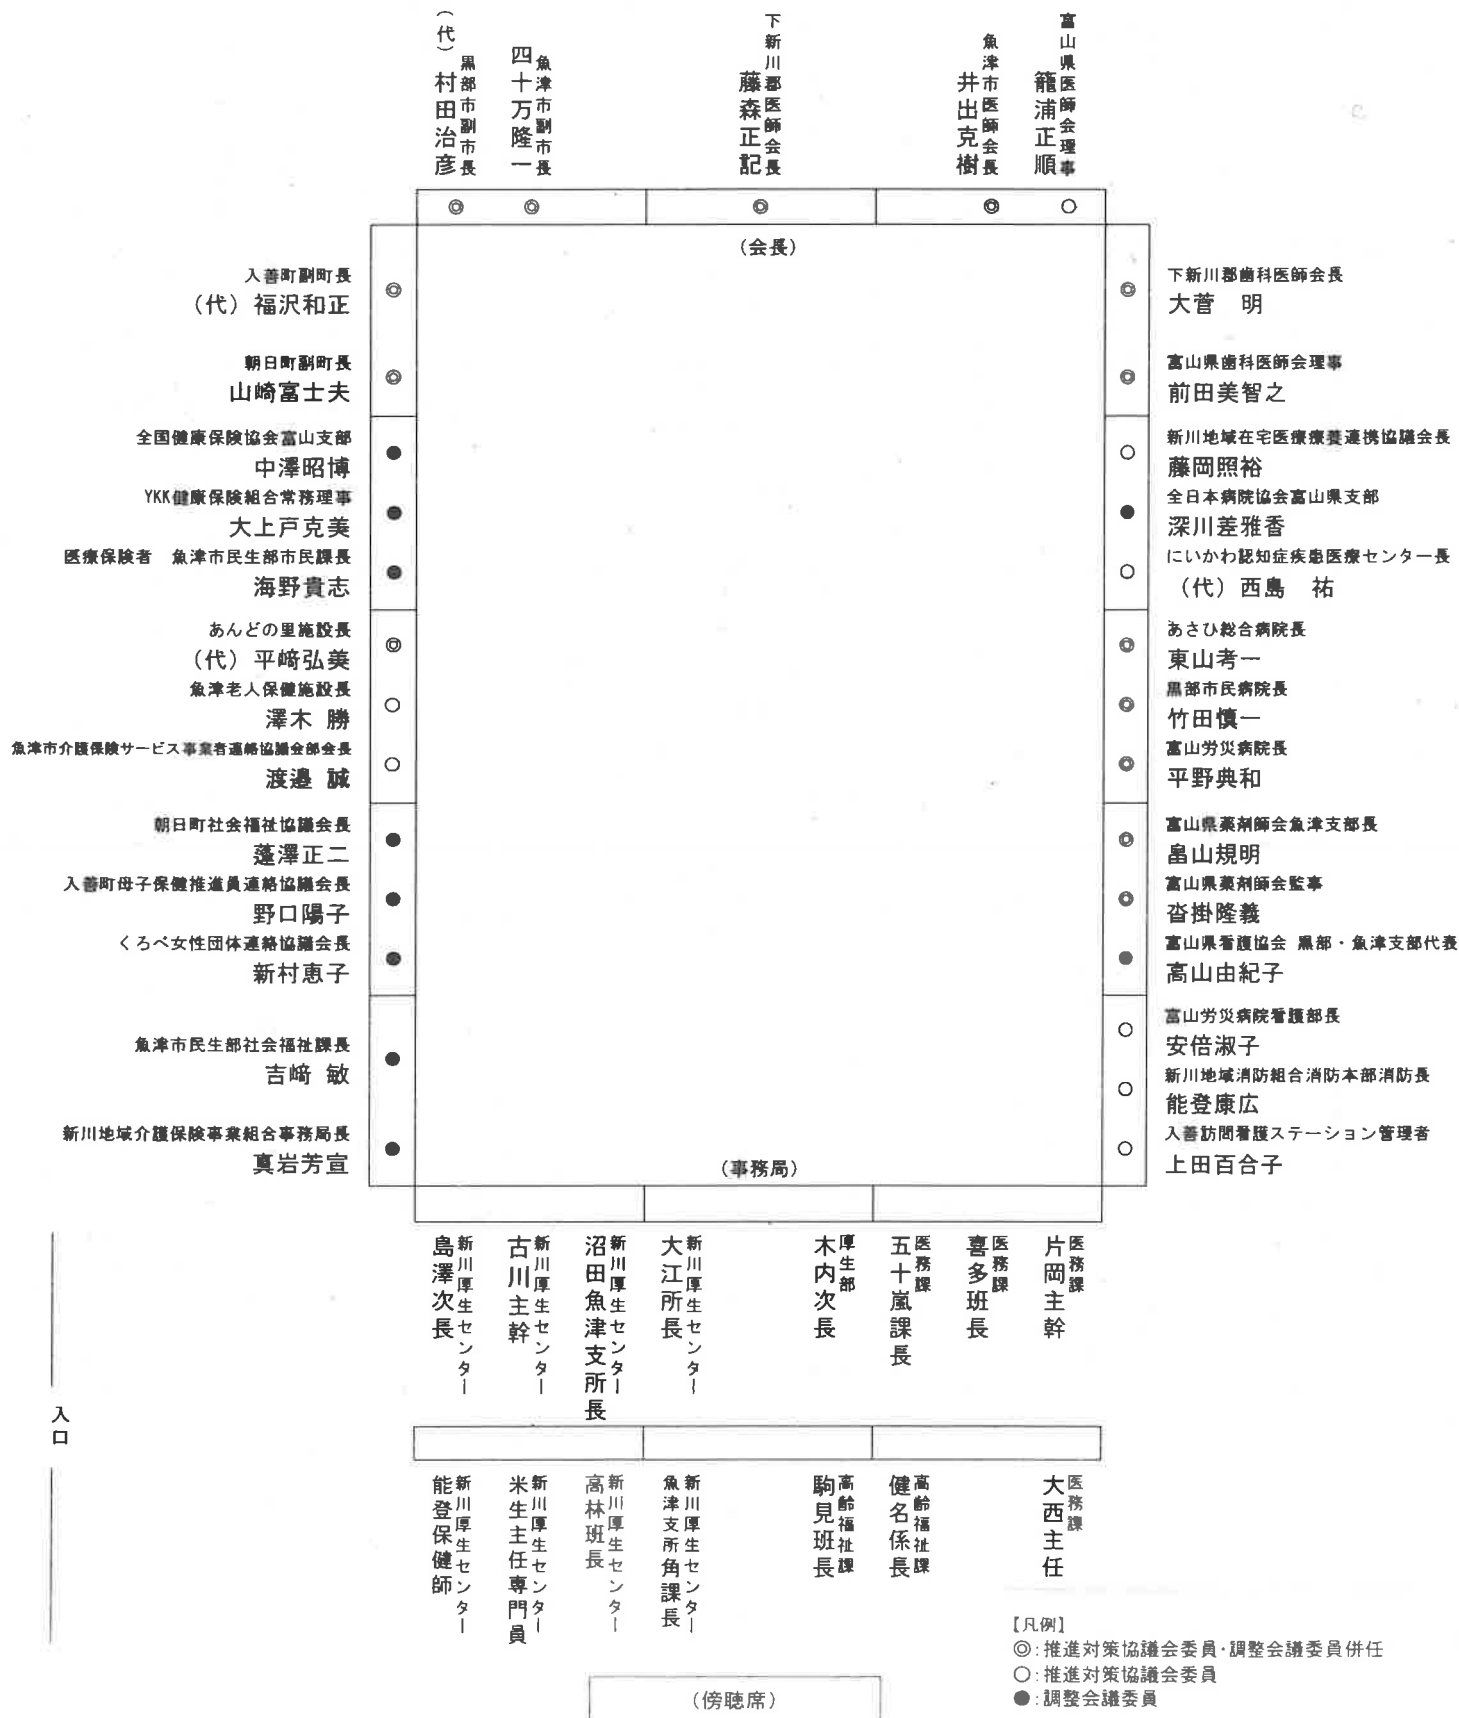 黒部市副市長
（代）村田治彦
魚津市副市長
四十万隆一
下新川郡医師会長
藤森正記
魚津市医師会長
井出克樹
富山県医師会理事
籠浦正順
◎
◎
◎
◎
○
（会長）
入善町副町長
（代）福沢和正
◎
朝日町副町長
山崎富士夫
◎
全国健康保険協会富山支部
中澤昭博
●
YKK健康保険組合常務理事
大上戸克美
●
医療保険者　魚津市民生部市民課長
海野貴志
●
あんどの里施設長
（代）平﨑弘美
◎
魚津老人保健施設長
澤木 勝
○
魚津市介護保険サービス事業者連絡協議会部会長
渡邉 誠
○
朝日町社会福祉協議会長
蓬澤正二
●
入善町母子保健推進員連絡協議会長
野口陽子
●
くろべ女性団体連絡協議会長
新村恵子
●
魚津市民生部社会福祉課長
吉﨑 敏
●
新川地域介護保険事業組合事務局長
真岩芳宣
●
下新川郡歯科医師会長
大菅　明
◎
富山県歯科医師会理事
前田美智之
◎
新川地域在宅医療療養連携協議会長
藤岡照裕
○
全日本病院協会富山県支部
深川差雅香
●
にいかわ認知症疾患医療センター長
（代）西島　祐
○
あさひ総合病院長
東山考一
◎
黒部市民病院長
竹田慎一
◎
富山労災病院長
平野典和
◎
富山県薬剤師会魚津支部長
畠山規明
◎
富山県薬剤師会監事
沓掛隆義
◎
富山県看護協会 黒部・魚津支部代表
高山由紀子
●
富山労災病院看護部長
安倍淑子
○
新川地域消防組合消防本部消防長
能登康広
○
入善訪問看護ステーション管理者
上田百合子
○
（事務局）
新川厚生センター
島澤次長
新川厚生センター
古川主幹
新川厚生センター
沼田魚津支所長
新川厚生センター
大江所長
厚生部
木内次長
医務課
五十嵐課長
医務課
喜多班長
医務課
片岡主幹
入口
新川厚生センター
能登保健師
新川厚生センター
米生主任専門員
新川厚生センター
高林班長
新川厚生センター
魚津支所角課長
高齢福祉課
駒見班長
高齢福祉課
健名係長
医務課
大西主任
【凡例】
◎：推進対策協議会委員・調整会議委員併任
○：推進対策協議会委員
●：調整会議委員
（傍聴席）